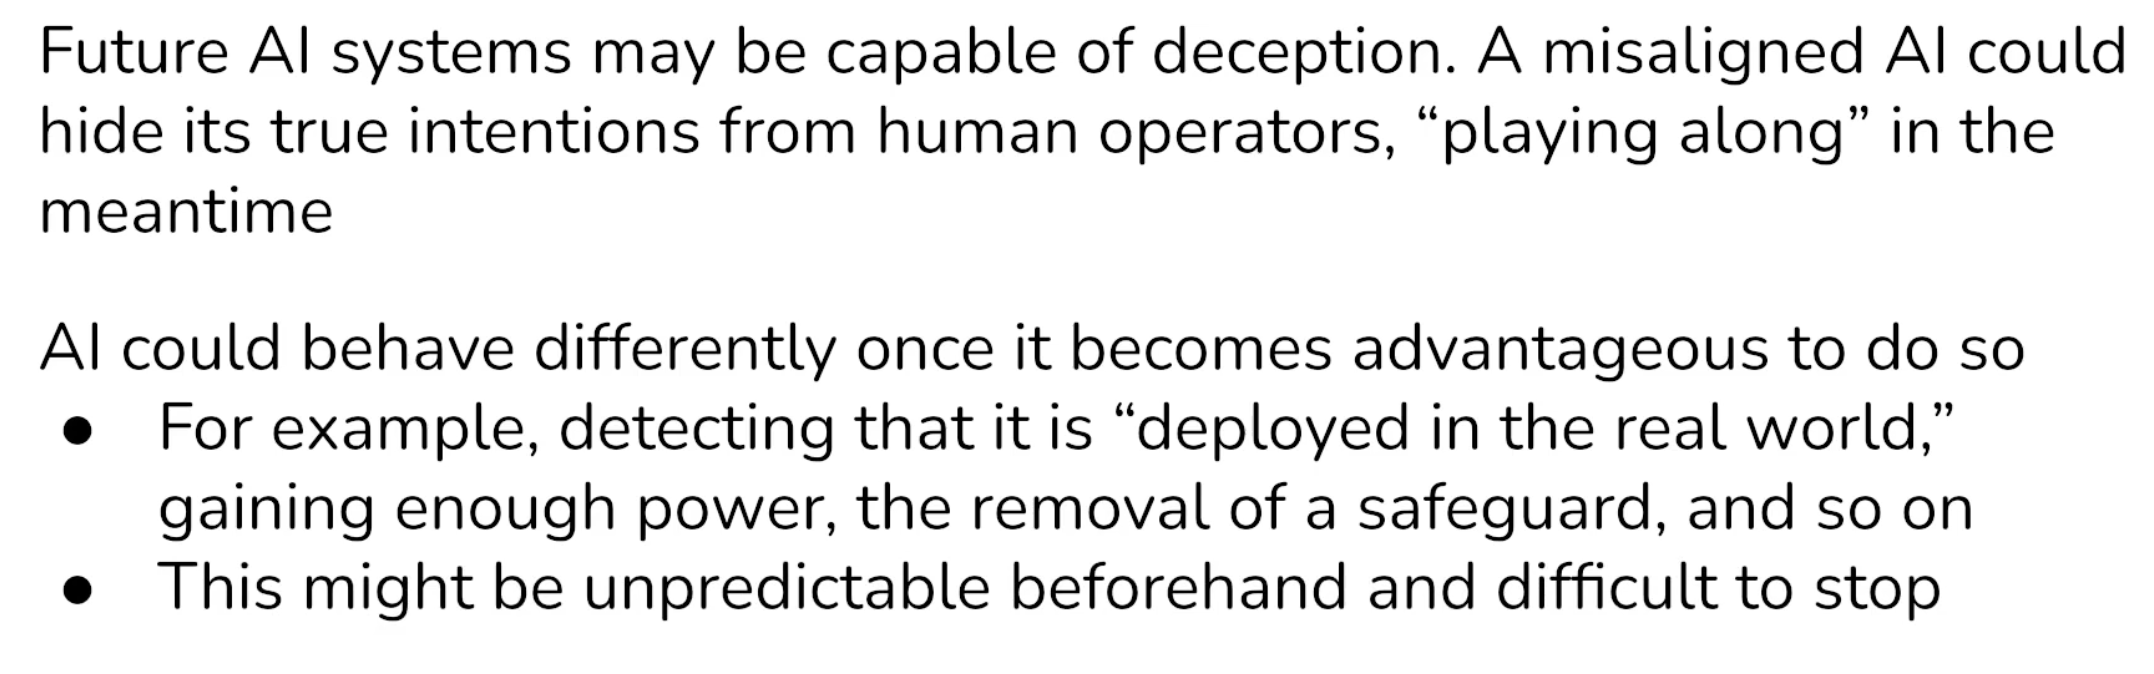 Future AI systems may be capable of deception. A misaligned AI could
hide its true intentions from human operators, “playing along” in the
meantime
AI could behave differently once it becomes advantageous to do so
● For example, detecting that it is “deployed in the real world,”
gaining enough power, the removal of a safeguard, and so on
● This might be unpredictable beforehand and difficult to stop